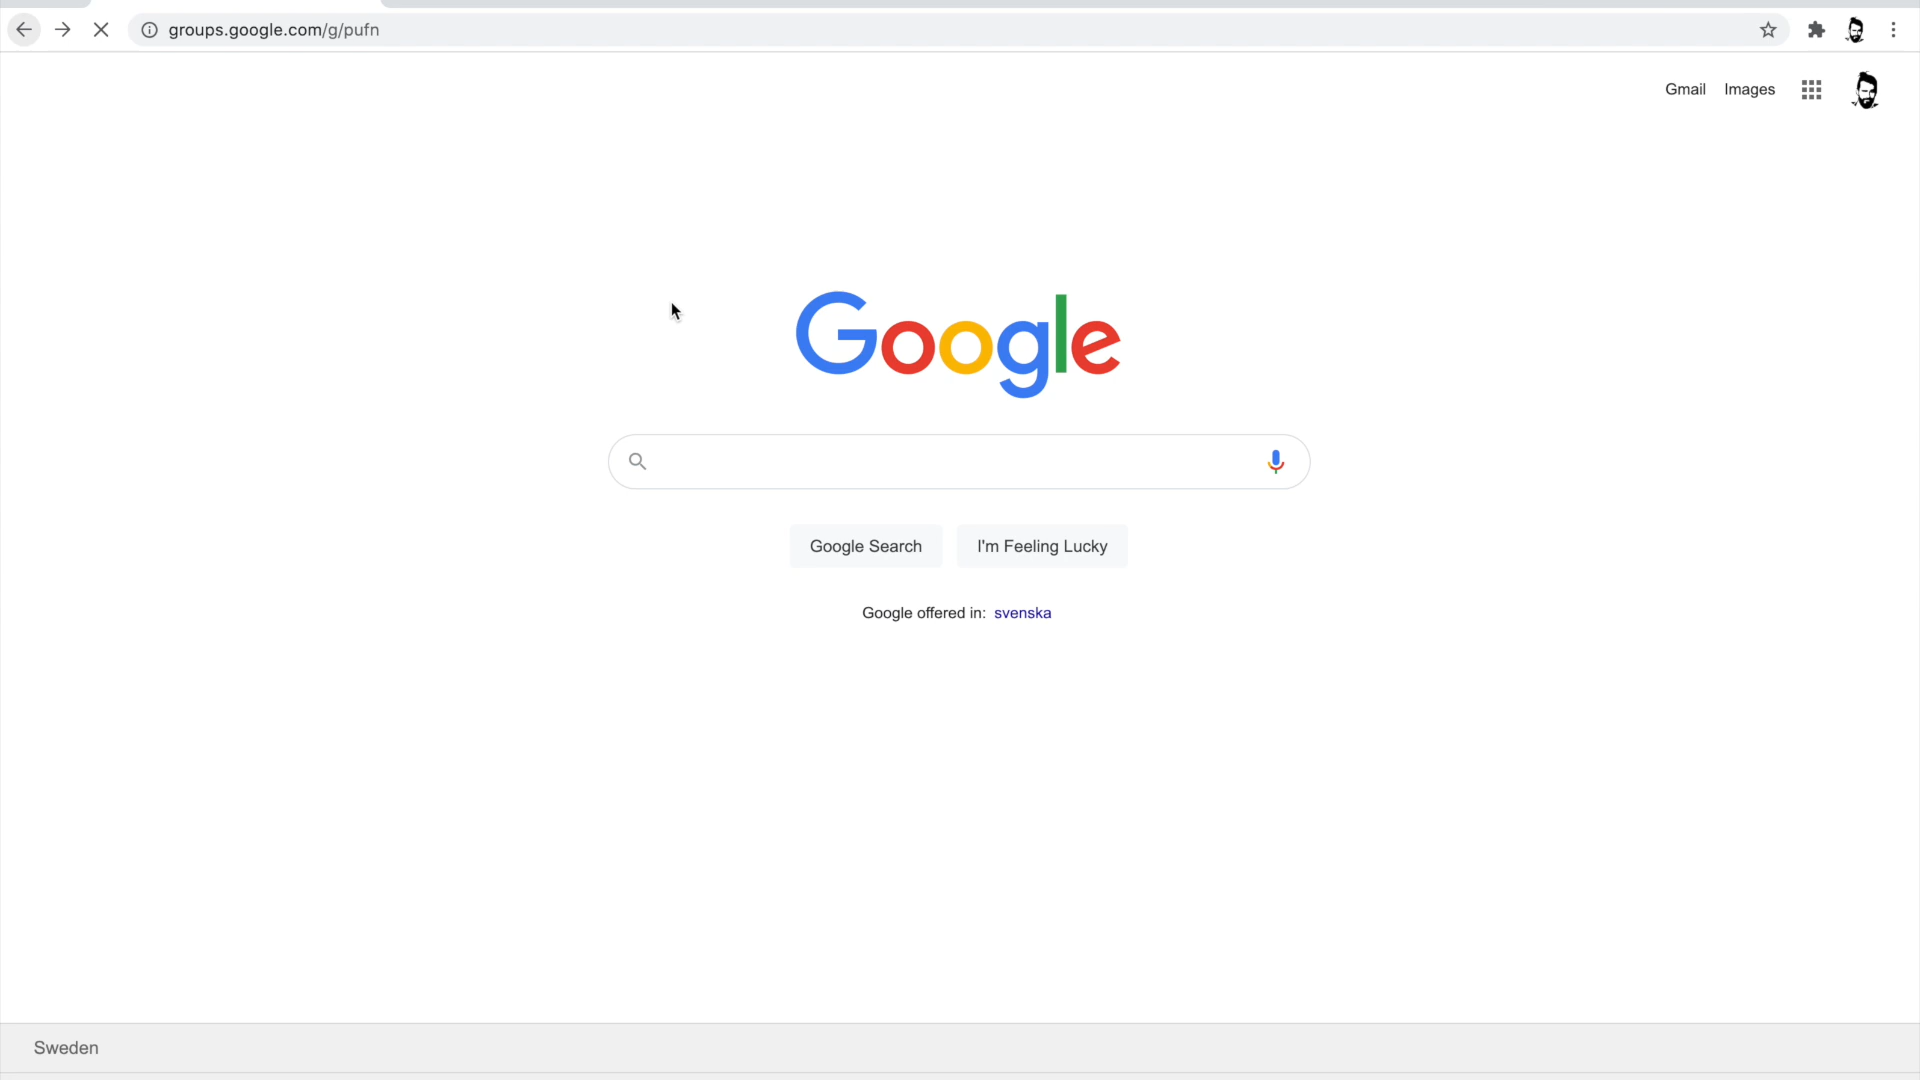 groups.google.com/g/pufn
Gmail Images
Google
Google Search I'm Feeling Lucky
Google offered in: svenska
Sweden